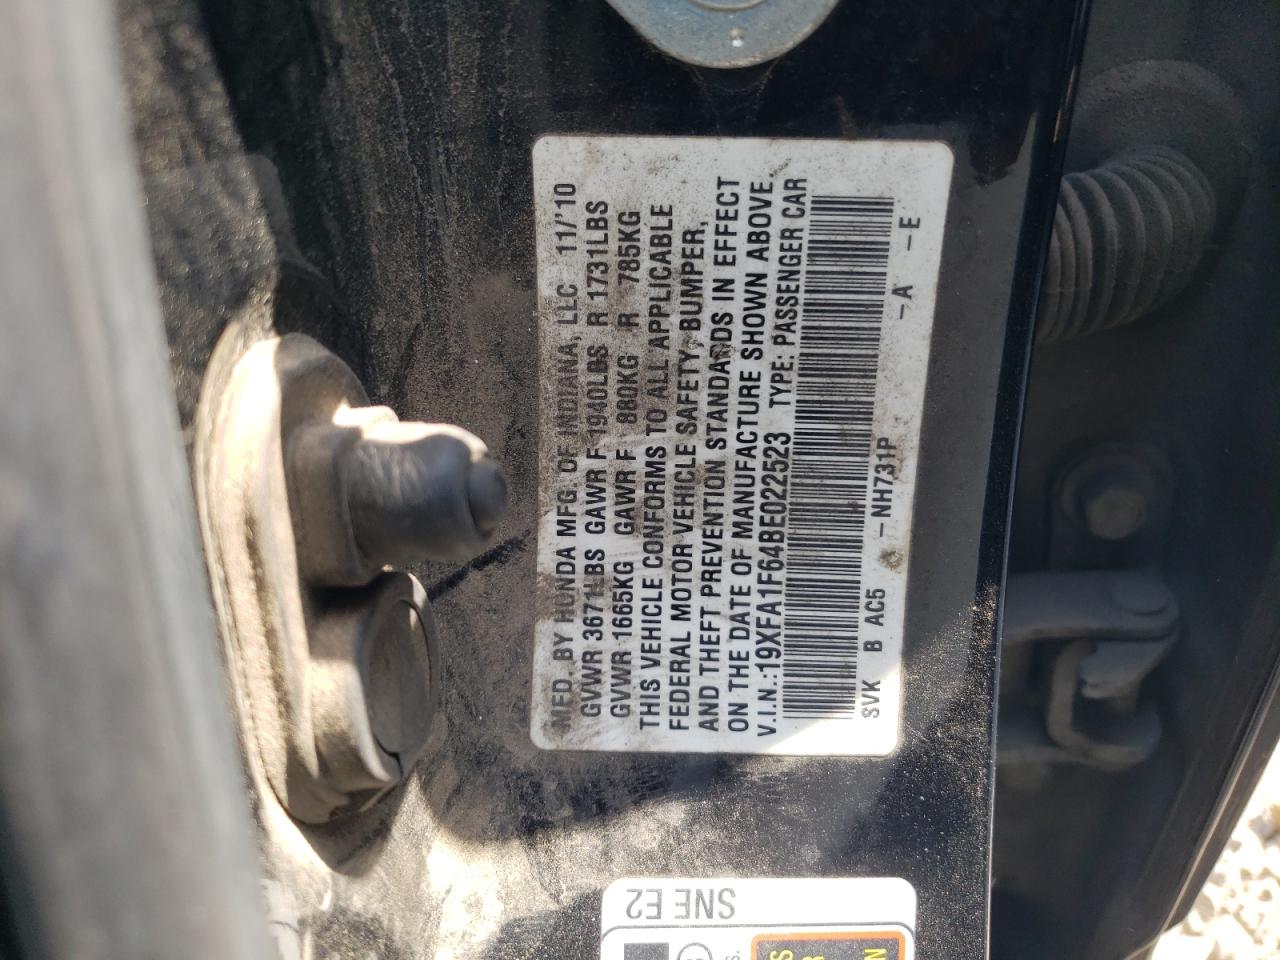 MFD. BY HONDA MFG. OF INDIANA, LLC 11/'10
GVWR 3671LBS GAWR F 1940LBS R 1731LBS
GVWR 1665KG GAWR F 880KG R 785KG
THIS VEHICLE CONFORMS TO ALL APPLICABLE
FEDERAL MOTOR VEHICLE SAFETY, BUMPER,
AND THEFT PREVENTION STANDARDS IN EFFECT
ON THE DATE OF MANUFACTURE SHOWN ABOVE.
V.I.N.:19XFA1F64BE022523 TYPE: PASSENGER CAR
SVK B AC5 -NH731P -A -E
SNE E2